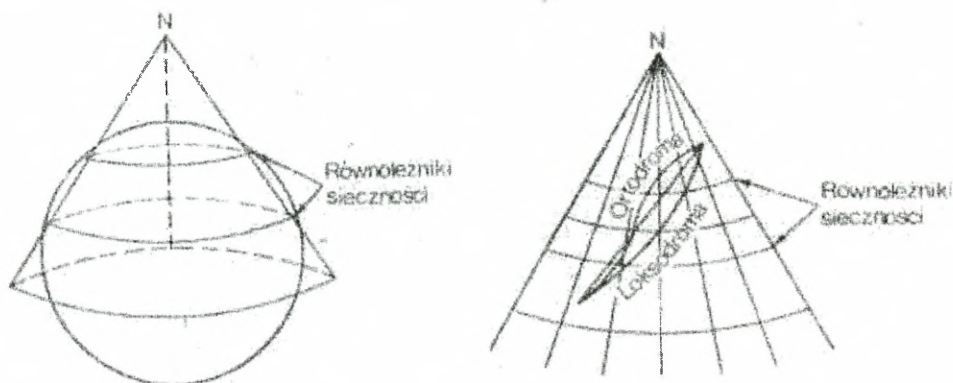 N
Równoleżniki
sieczności
N
Ortodroma
Loksodroma
Równoleżniki
sieczności